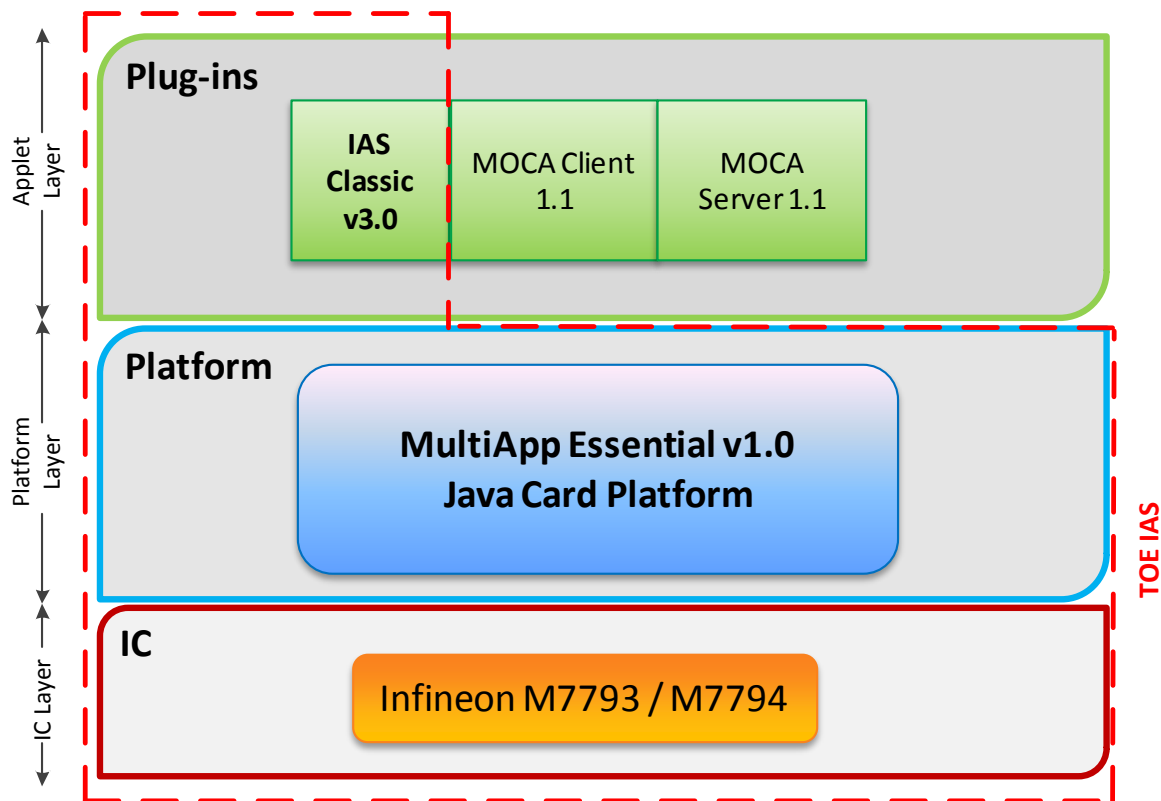 Applet
Layer
Plug-ins
IAS
Classic
v3.0
MOCA Client
1.1
MOCA
Server 1.1
Platform
Layer
Platform
MultiApp Essential v1.0
Java Card Platform
TOE IAS
IC Layer
IC
Infineon M7793 / M7794